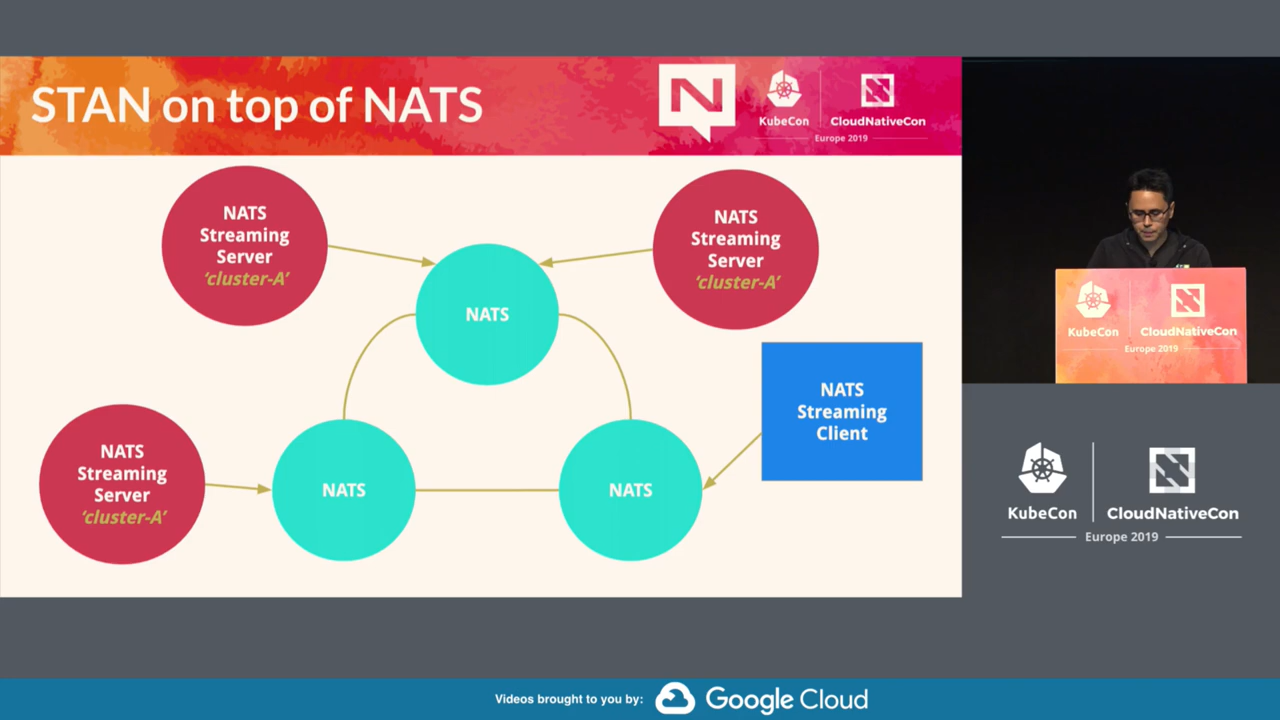 STAN on top of NATS
N
KubeCon
CloudNativeCon
Europe 2019
NATS
Streaming
Server
‘cluster-A’
NATS
Streaming
Server
‘cluster-A’
NATS
NATS
Streaming
Client
NATS
Streaming
Server
‘cluster-A’
NATS
NATS
KubeCon
CloudNativeCon
Europe 2019
KubeCon
CloudNativeCon
Europe 2019
Videos brought to you by:
Google Cloud